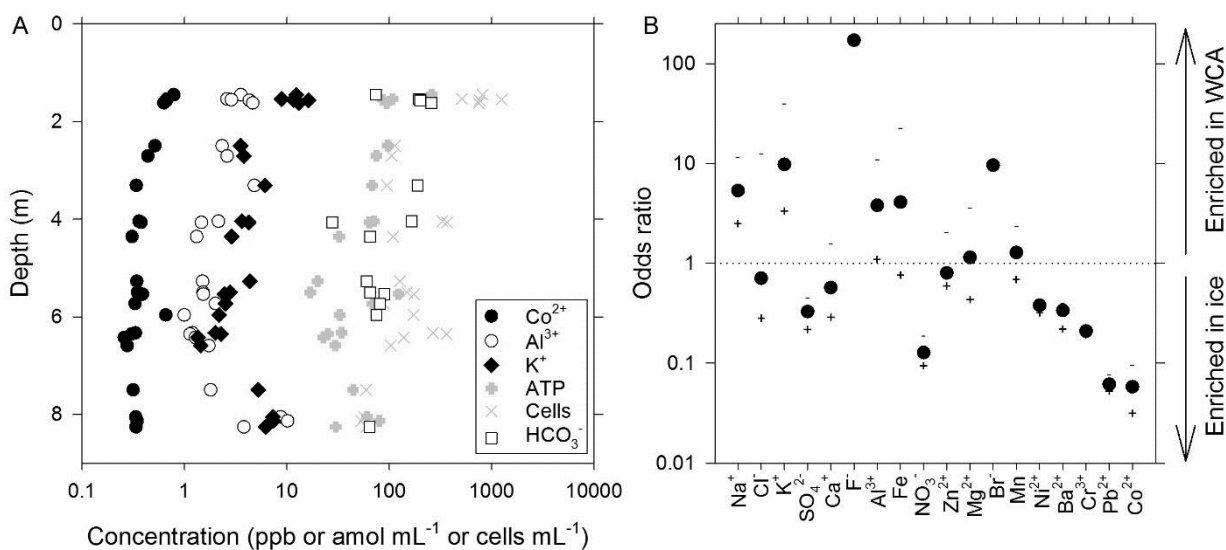 A
0
2
4
6
8
Depth (m)
0.1 1 10 100 1000 10000
Concentration (ppb or amol mL⁻¹ or cells mL⁻¹)
Co²⁺
Al³⁺
K⁺
ATP
Cells
HCO₃⁻
B
100
10
1
0.1
0.01
Odds ratio
Na⁺
Cl⁻
K⁺
SO₄²⁻
Ca⁺
F⁻
Al³⁺
Fe
NO₃⁻
Zn²⁺
Mg²⁺
Br⁻
Mn
Ni²⁺
Ba²⁺
Cr³⁺
Pb²⁺
Co²⁺
Enriched in WCA
Enriched in ice